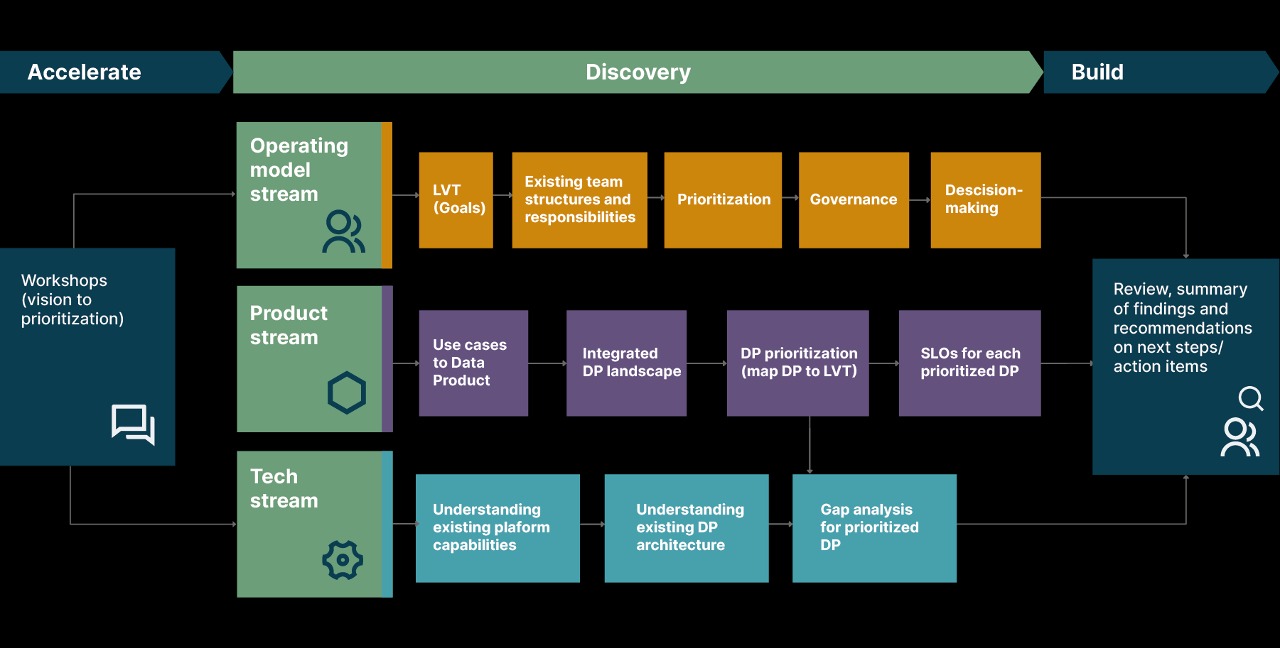 Accelerate
Discovery
Build
Operating
model
stream
LVT
(Goals)
Existing team
structures and
responsibilities
Prioritization
Governance
Descision-
making
Workshops
(vision to
prioritization)
Product
stream
Use cases
to Data
Product
Integrated
DP landscape
DP prioritization
(map DP to LVT)
SLOs for each
prioritized DP
Review, summary
of findings and
recommendations
on next steps/
action items
Tech
stream
Understanding
existing plaform
capabilities
Understanding
existing DP
architecture
Gap analysis
for prioritized
DP